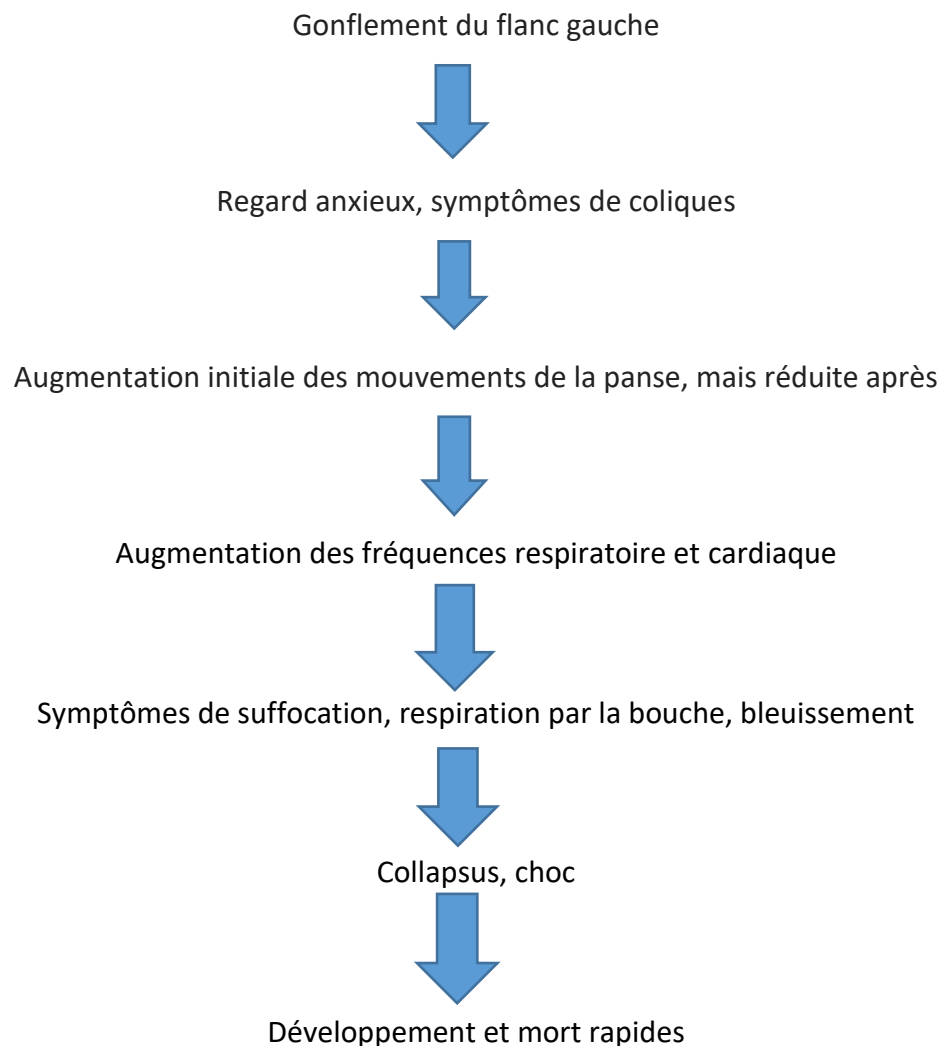 Gonflement du flanc gauche
Regard anxieux, symptômes de coliques
Augmentation initiale des mouvements de la panse, mais réduite après
Augmentation des fréquences respiratoire et cardiaque
Symptômes de suffocation, respiration par la bouche, bleuissement
Collapsus, choc
Développement et mort rapides